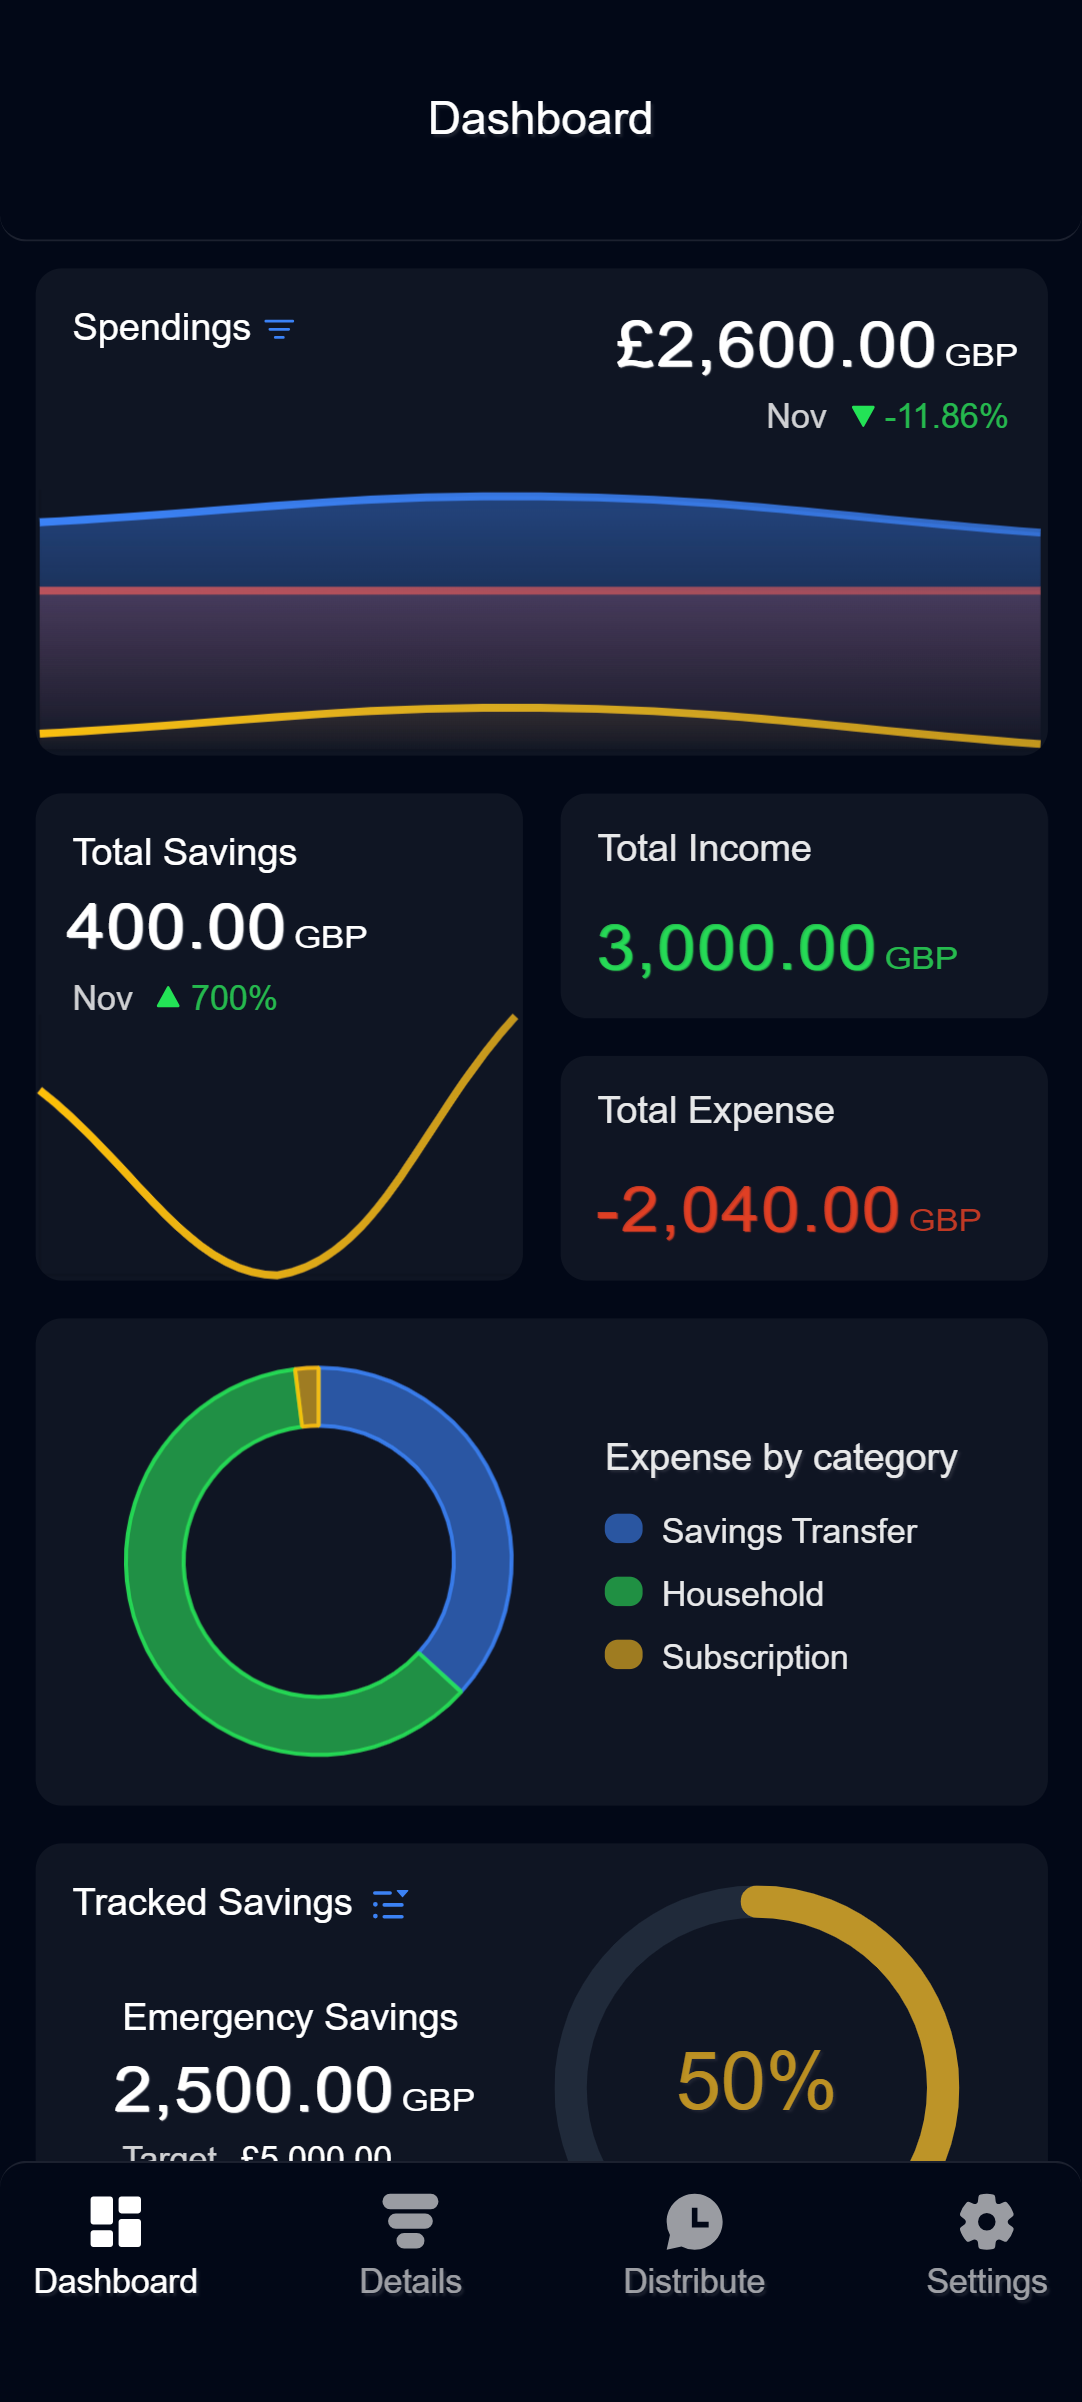 Dashboard
Spendings
£2,600.00 GBP
Nov ▼ -11.86%
Total Savings
400.00 GBP
Nov ▲ 700%
Total Income
3,000.00 GBP
Total Expense
-2,040.00 GBP
Expense by category
Savings Transfer
Household
Subscription
Tracked Savings
Emergency Savings
2,500.00 GBP
Target £5,000.00
50%
Dashboard
Details
Distribute
Settings